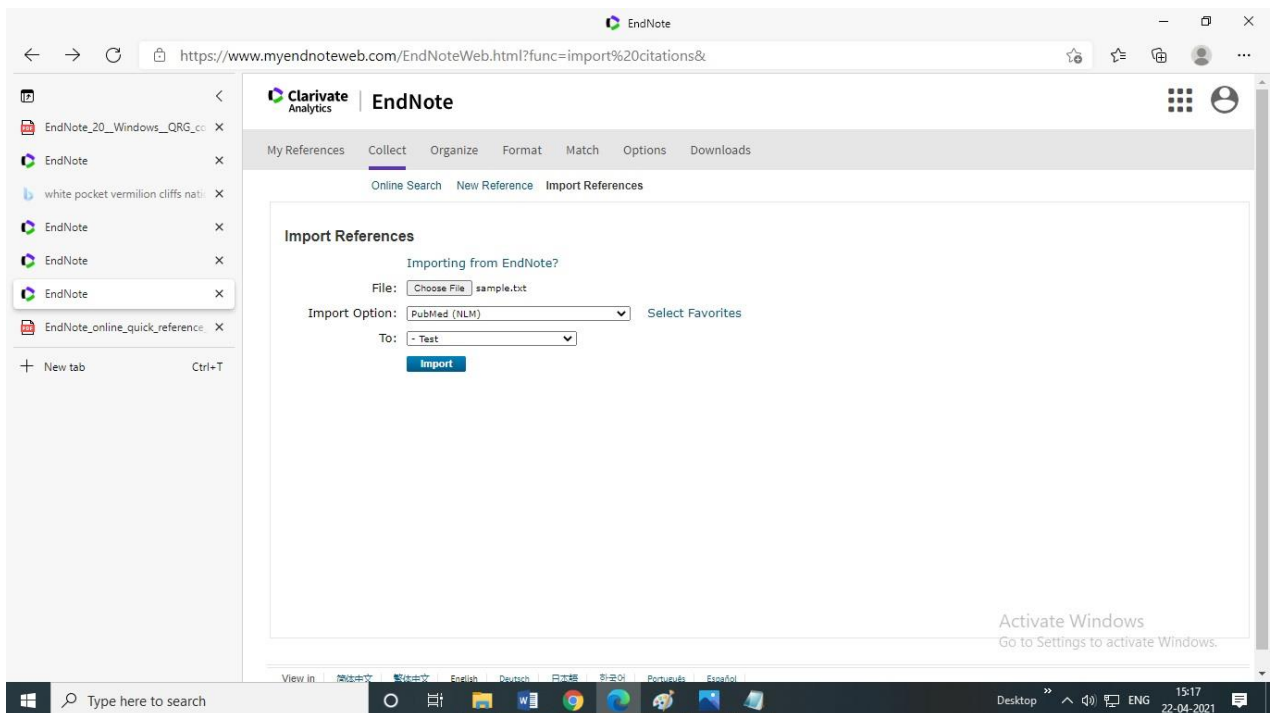 EndNote
https://www.myendnoteweb.com/EndNoteWeb.html?func=import%20citations&
EndNote_20__Windows__QRG_cc
EndNote
white pocket vermilion cliffs nati
EndNote
EndNote
EndNote
EndNote_online_quick_reference
New tab Ctrl+T
Clarivate Analytics | EndNote
My References Collect Organize Format Match Options Downloads
Online Search New Reference Import References
Import References
Importing from EndNote?
File: Choose File sample.txt
Import Option: PubMed (NLM) Select Favorites
To: - Test
Import
Activate Windows
Go to Settings to activate Windows.
View in 简体中文 繁体中文 English Deutsch 日本語 한국어 Português Español
Type here to search
Desktop ENG 15:17
22-04-2021